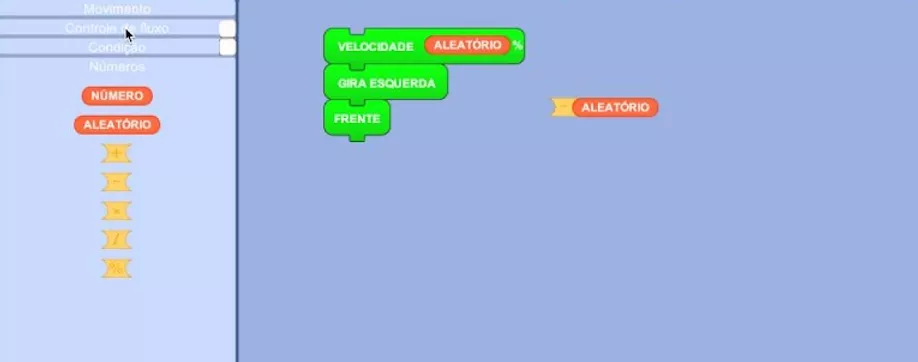 Movimento
Controle de fluxo
Condição
Números
NÚMERO
ALEATÓRIO
+
-
*
/
%
VELOCIDADE ALEATÓRIO %
GIRA ESQUERDA
FRENTE
- ALEATÓRIO